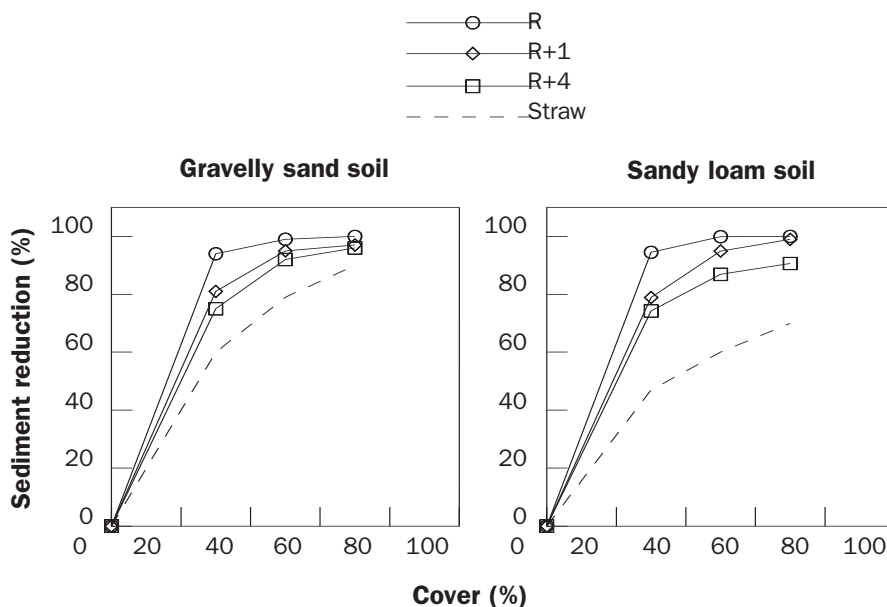 R
R+1
R+4
Straw
Gravelly sand soil
Sandy loam soil
Sediment reduction (%)
100
80
60
40
20
0
0 20 40 60 80 100
100
80
60
40
20
0
0 20 40 60 80 100
Cover (%)